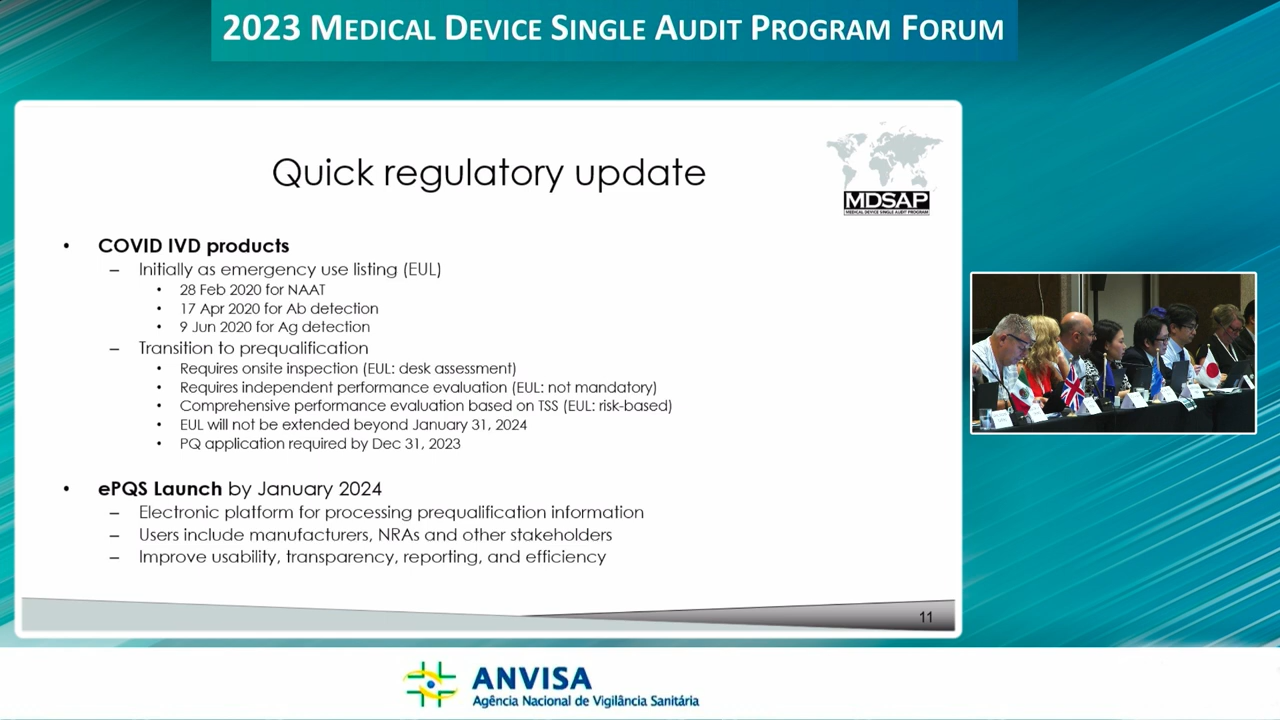 2023 MEDICAL DEVICE SINGLE AUDIT PROGRAM FORUM
Quick regulatory update
MDSAP
MEDICAL DEVICE SINGLE AUDIT PROGRAM
• COVID IVD products
– Initially as emergency use listing (EUL)
• 28 Feb 2020 for NAAT
• 17 Apr 2020 for Ab detection
• 9 Jun 2020 for Ag detection
– Transition to prequalification
• Requires onsite inspection (EUL: desk assessment)
• Requires independent performance evaluation (EUL: not mandatory)
• Comprehensive performance evaluation based on TSS (EUL: risk-based)
• EUL will not be extended beyond January 31, 2024
• PQ application required by Dec 31, 2023
• ePQS Launch by January 2024
– Electronic platform for processing prequalification information
– Users include manufacturers, NRAs and other stakeholders
– Improve usability, transparency, reporting, and efficiency
11
ANVISA
Agência Nacional de Vigilância Sanitária